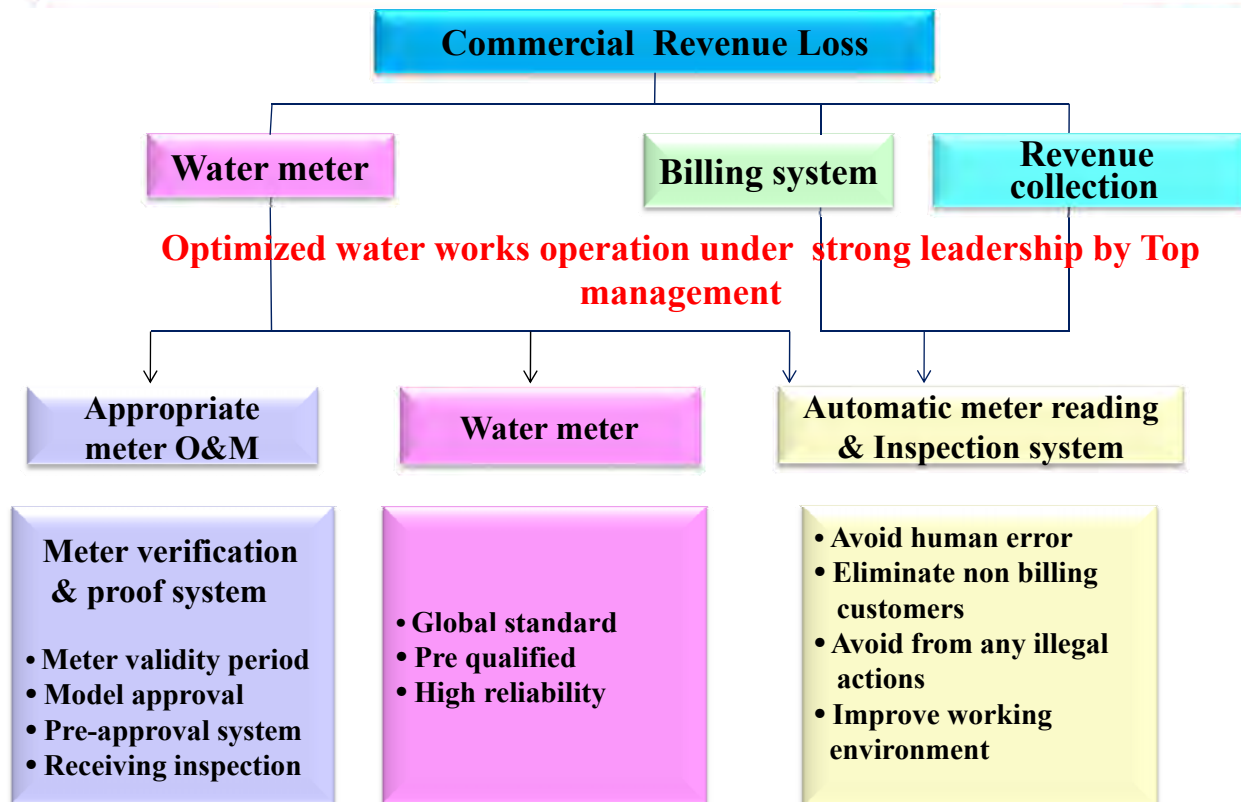 Commercial Revenue Loss
Water meter
Billing system
Revenue
collection
Optimized water works operation under strong leadership by Top
management
Appropriate
meter O&M
Water meter
Automatic meter reading
& Inspection system
Meter verification
& proof system
• Meter validity period
• Model approval
• Pre-approval system
• Receiving inspection
• Global standard
• Pre qualified
• High reliability
• Avoid human error
• Eliminate non billing
customers
• Avoid from any illegal
actions
• Improve working
environment